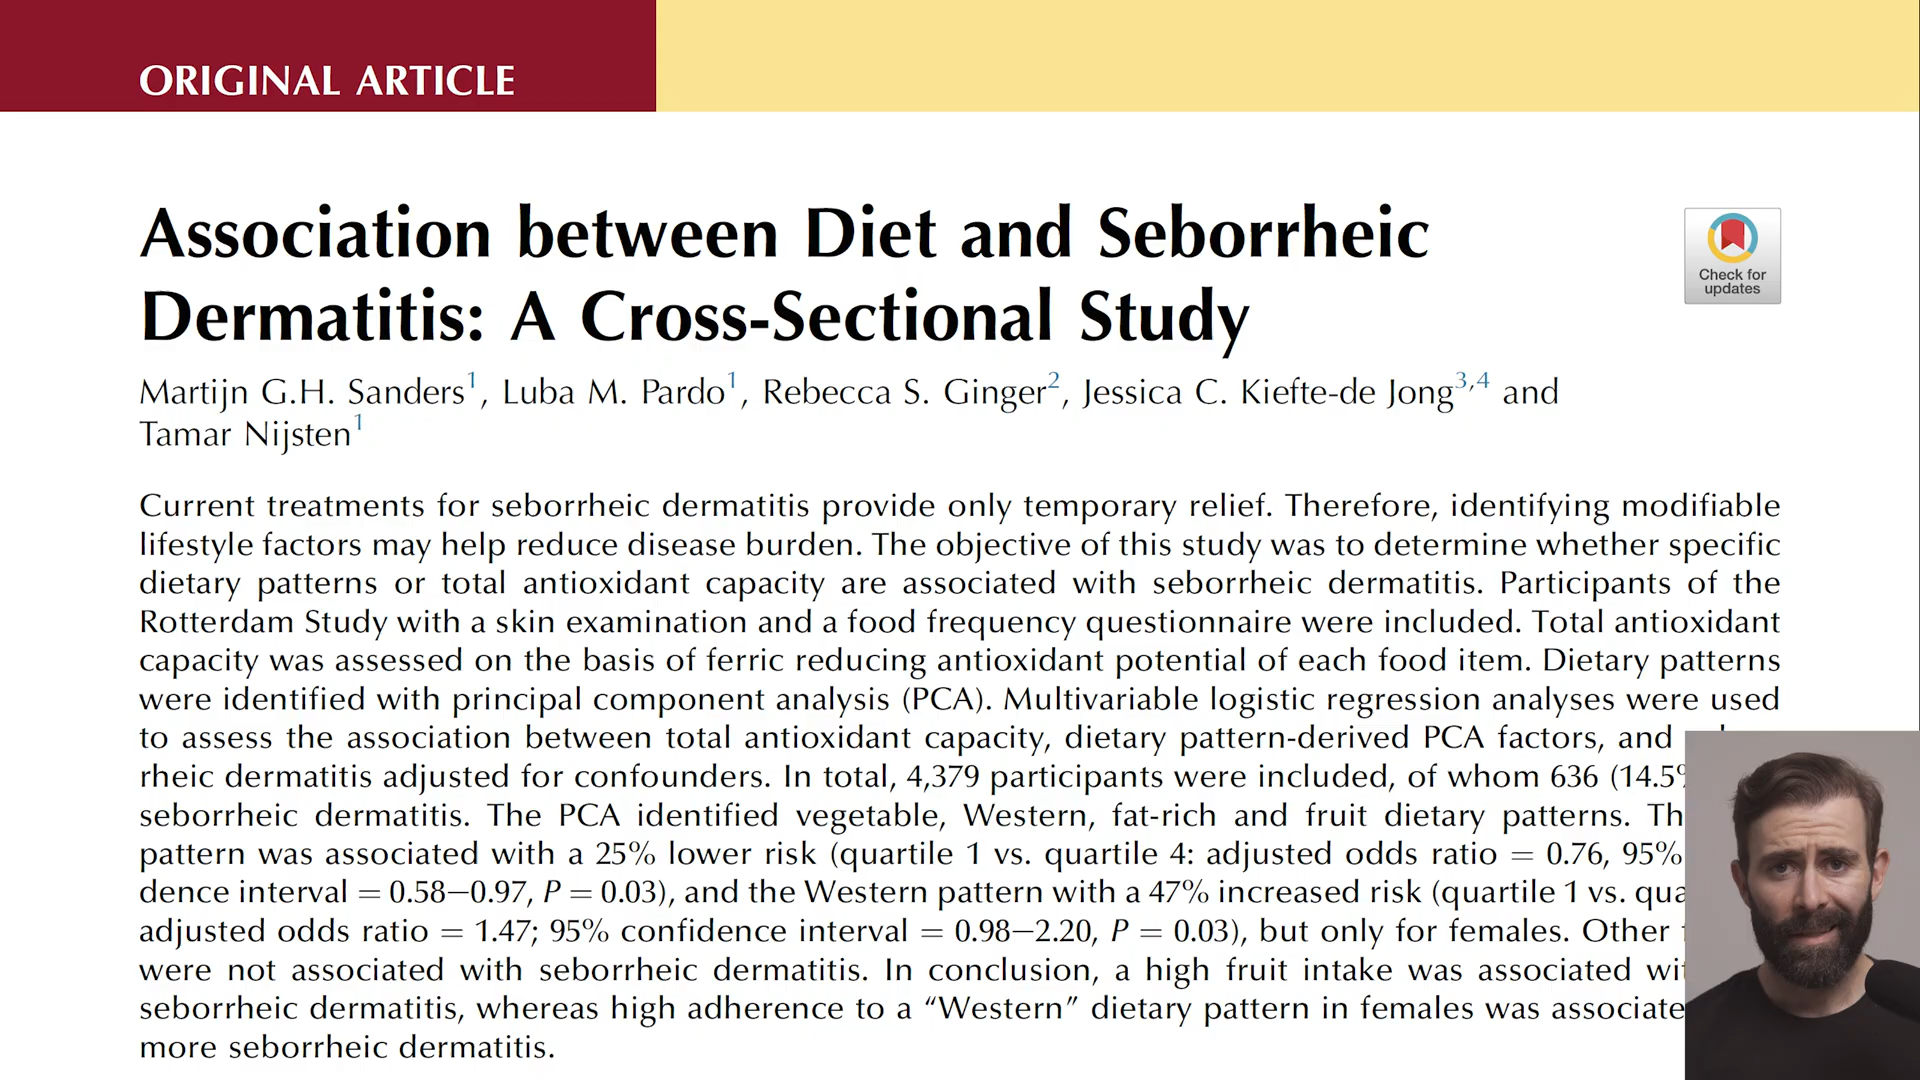 ORIGINAL ARTICLE
Association between Diet and Seborrheic
Dermatitis: A Cross-Sectional Study
Check for
updates
Martijn G.H. Sanders1, Luba M. Pardo1, Rebecca S. Ginger2, Jessica C. Kiefte-de Jong3,4 and
Tamar Nijsten1
Current treatments for seborrheic dermatitis provide only temporary relief. Therefore, identifying modifiable
lifestyle factors may help reduce disease burden. The objective of this study was to determine whether specific
dietary patterns or total antioxidant capacity are associated with seborrheic dermatitis. Participants of the
Rotterdam Study with a skin examination and a food frequency questionnaire were included. Total antioxidant
capacity was assessed on the basis of ferric reducing antioxidant potential of each food item. Dietary patterns
were identified with principal component analysis (PCA). Multivariable logistic regression analyses were used
to assess the association between total antioxidant capacity, dietary pattern-derived PCA factors, and
rheic dermatitis adjusted for confounders. In total, 4,379 participants were included, of whom 636 (14.5%
seborrheic dermatitis. The PCA identified vegetable, Western, fat-rich and fruit dietary patterns. Th
pattern was associated with a 25% lower risk (quartile 1 vs. quartile 4: adjusted odds ratio = 0.76, 95%
dence interval = 0.58–0.97, P = 0.03), and the Western pattern with a 47% increased risk (quartile 1 vs. qua
adjusted odds ratio = 1.47; 95% confidence interval = 0.98–2.20, P = 0.03), but only for females. Other
were not associated with seborrheic dermatitis. In conclusion, a high fruit intake was associated wi
seborrheic dermatitis, whereas high adherence to a “Western” dietary pattern in females was associate
more seborrheic dermatitis.